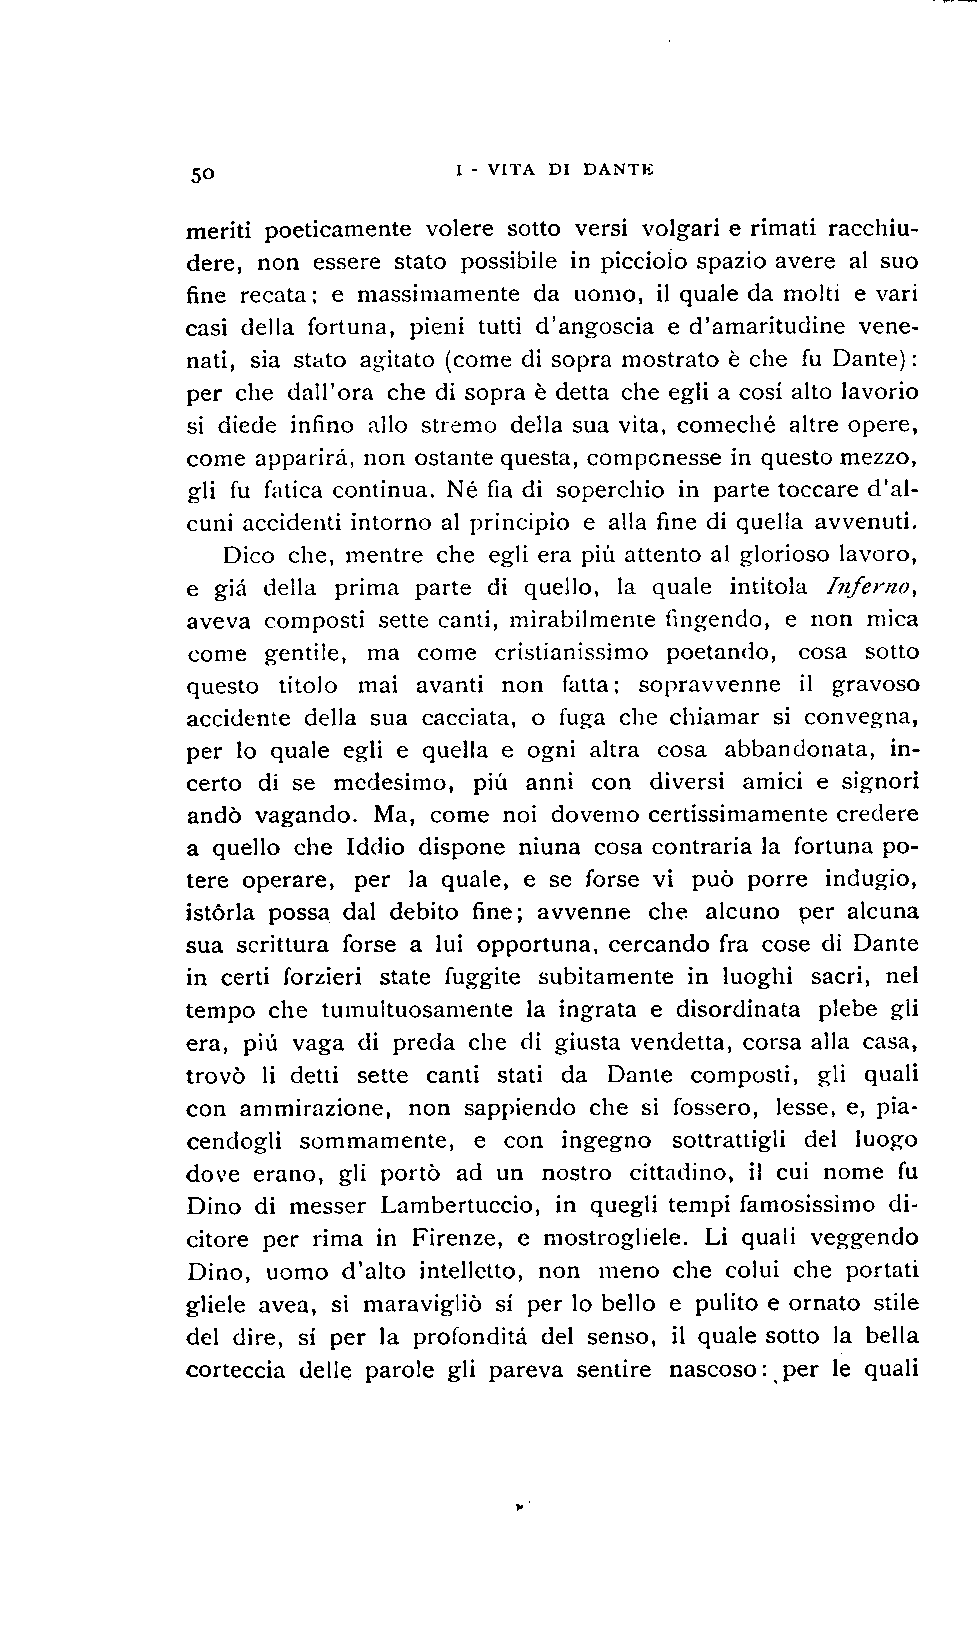 50 I - VITA DI DANTE
meriti poeticamente volere sotto versi volgari e rimati racchiu-
dere, non essere stato possibile in picciolo spazio avere al suo
fine recata; e massimamente da uomo, il quale da molti e vari
casi della fortuna, pieni tutti d'angoscia e d'amaritudine vene-
nati, sia stato agitato (come di sopra mostrato è che fu Dante):
per che dall'ora che di sopra è detta che egli a cosí alto lavorio
si diede infino allo stremo della sua vita, comeché altre opere,
come apparirá, non ostante questa, componesse in questo mezzo,
gli fu fatica continua. Né fia di soperchio in parte toccare d'al-
cuni accidenti intorno al principio e alla fine di quella avvenuti.
Dico che, mentre che egli era piú attento al glorioso lavoro,
e giá della prima parte di quello, la quale intitola Inferno,
aveva composti sette canti, mirabilmente fingendo, e non mica
come gentile, ma come cristianissimo poetando, cosa sotto
questo titolo mai avanti non fatta; sopravvenne il gravoso
accidente della sua cacciata, o fuga che chiamar si convegna,
per lo quale egli e quella e ogni altra cosa abbandonata, in-
certo di se medesimo, piú anni con diversi amici e signori
andò vagando. Ma, come noi dovemo certissimamente credere
a quello che Iddio dispone niuna cosa contraria la fortuna po-
tere operare, per la quale, e se forse vi può porre indugio,
istôrla possa dal debito fine; avvenne che alcuno per alcuna
sua scrittura forse a lui opportuna, cercando fra cose di Dante
in certi forzieri state fuggite subitamente in luoghi sacri, nel
tempo che tumultuosamente la ingrata e disordinata plebe gli
era, piú vaga di preda che di giusta vendetta, corsa alla casa,
trovò li detti sette canti stati da Dante composti, gli quali
con ammirazione, non sappiendo che si fossero, lesse, e, pia-
cendogli sommamente, e con ingegno sottrattigli del luogo
dove erano, gli portò ad un nostro cittadino, il cui nome fu
Dino di messer Lambertuccio, in quegli tempi famosissimo di-
citore per rima in Firenze, e mostrogliele. Li quali veggendo
Dino, uomo d'alto intelletto, non meno che colui che portati
gliele avea, si maravigliò sí per lo bello e pulito e ornato stile
del dire, sí per la profonditá del senso, il quale sotto la bella
corteccia delle parole gli pareva sentire nascoso: per le quali